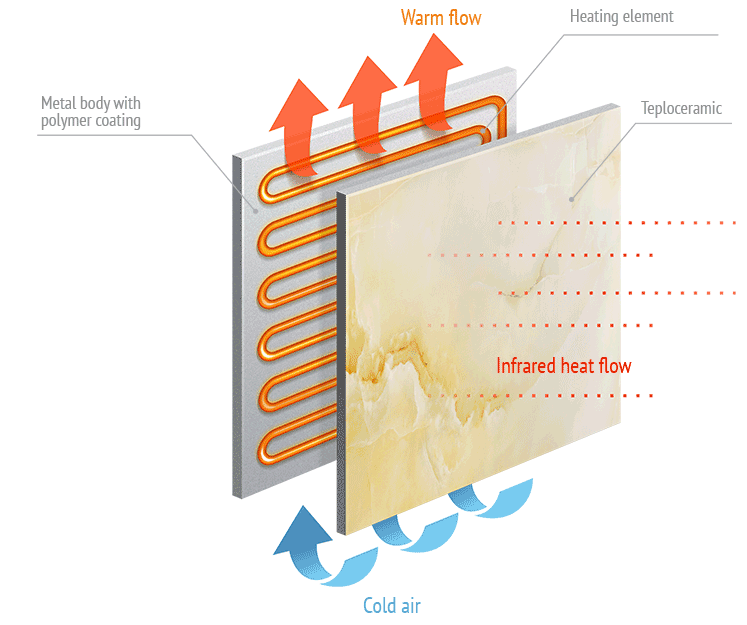 Warm flow
Heating element
Metal body with
polymer coating
Teploceramic
Infrared heat flow
Cold air